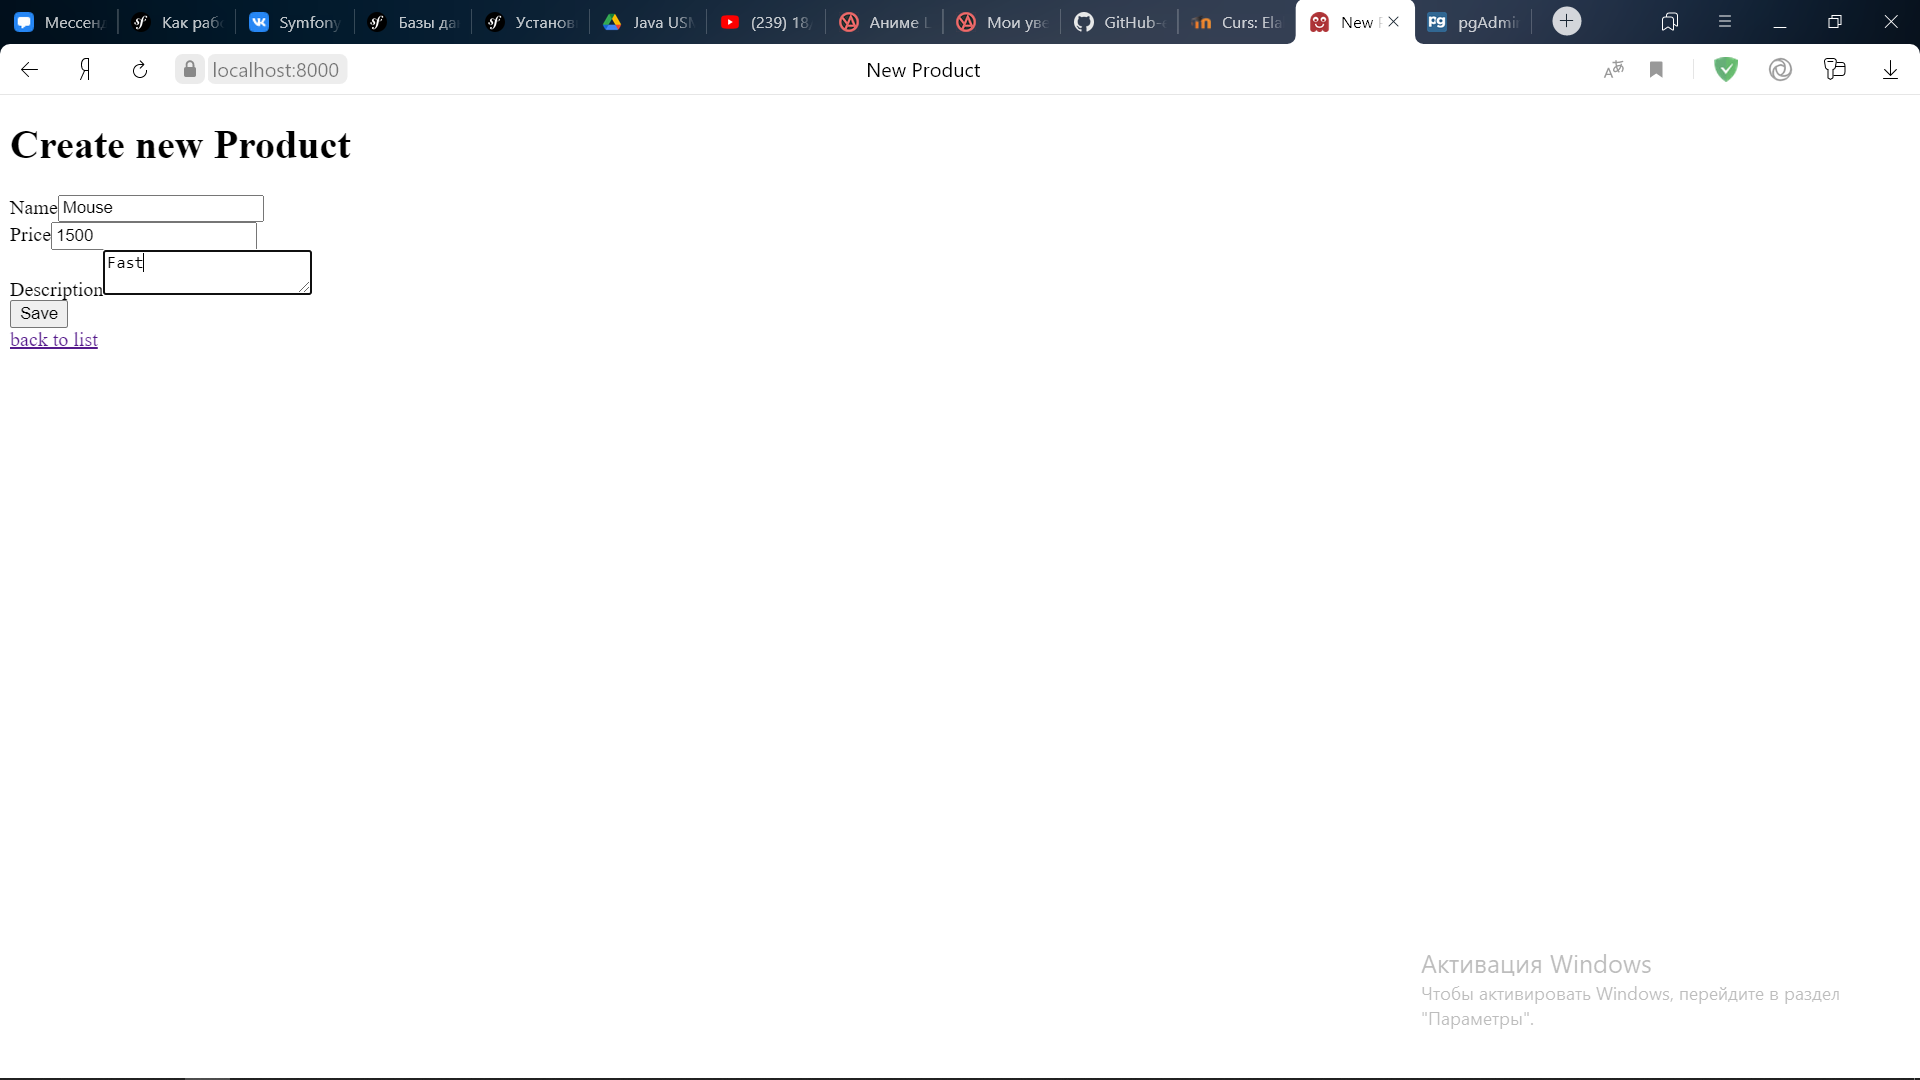 Мессенд
Как раб
Symfony
Базы да
Установ
Java USM
(239) 18
Аниме
Мои уве
GitHub
Curs: Ela
New
pgAdmi
Я
localhost:8000
New Product
Create new Product
Name Mouse
Price 1500
Description Fast
Save
back to list
Активация Windows
Чтобы активировать Windows, перейдите в раздел
"Параметры".